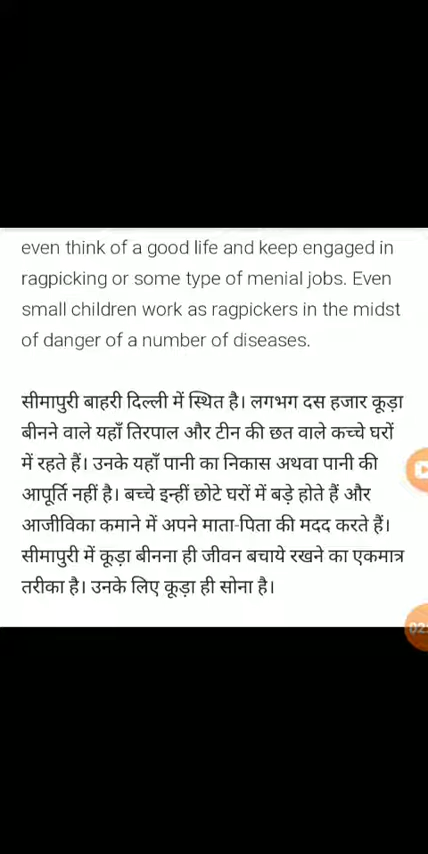 even think of a good life and keep engaged in
ragpicking or some type of menial jobs. Even
small children work as ragpickers in the midst
of danger of a number of diseases.
सीमापुरी बाहरी दिल्ली में स्थित है। लगभग दस हजार कूड़ा
बीनने वाले यहाँ तिरपाल और टीन की छत वाले कच्चे घरों
में रहते हैं। उनके यहाँ पानी का निकास अथवा पानी की
आपूर्ति नहीं है। बच्चे इन्हीं छोटे घरों में बड़े होते हैं और
आजीविका कमाने में अपने माता-पिता की मदद करते हैं।
सीमापुरी में कूड़ा बीनना ही जीवन बचाये रखने का एकमात्र
तरीका है। उनके लिए कूड़ा ही सोना है।